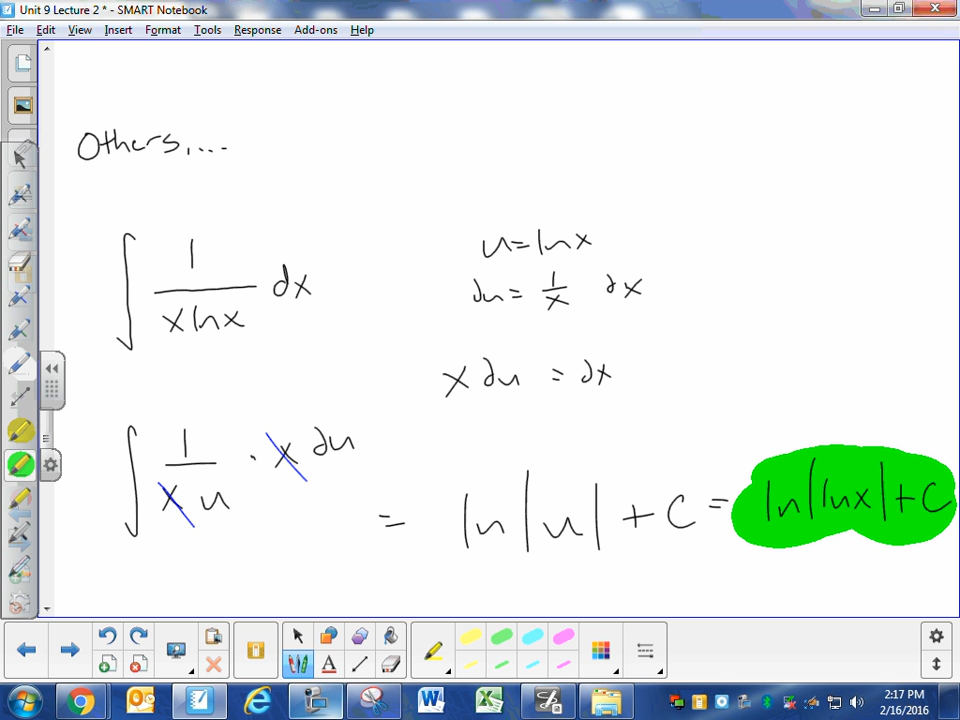 Unit 9 Lecture 2 * - SMART Notebook
File Edit View Insert Format Tools Response Add-ons Help
Others....
∫ 1/(x ln x) dx
u = ln x
du = 1/x dx
x du = dx
∫ 1/(x u) · x du
= ln|u| + C = ln|ln x| + C
2:17 PM
2/16/2016